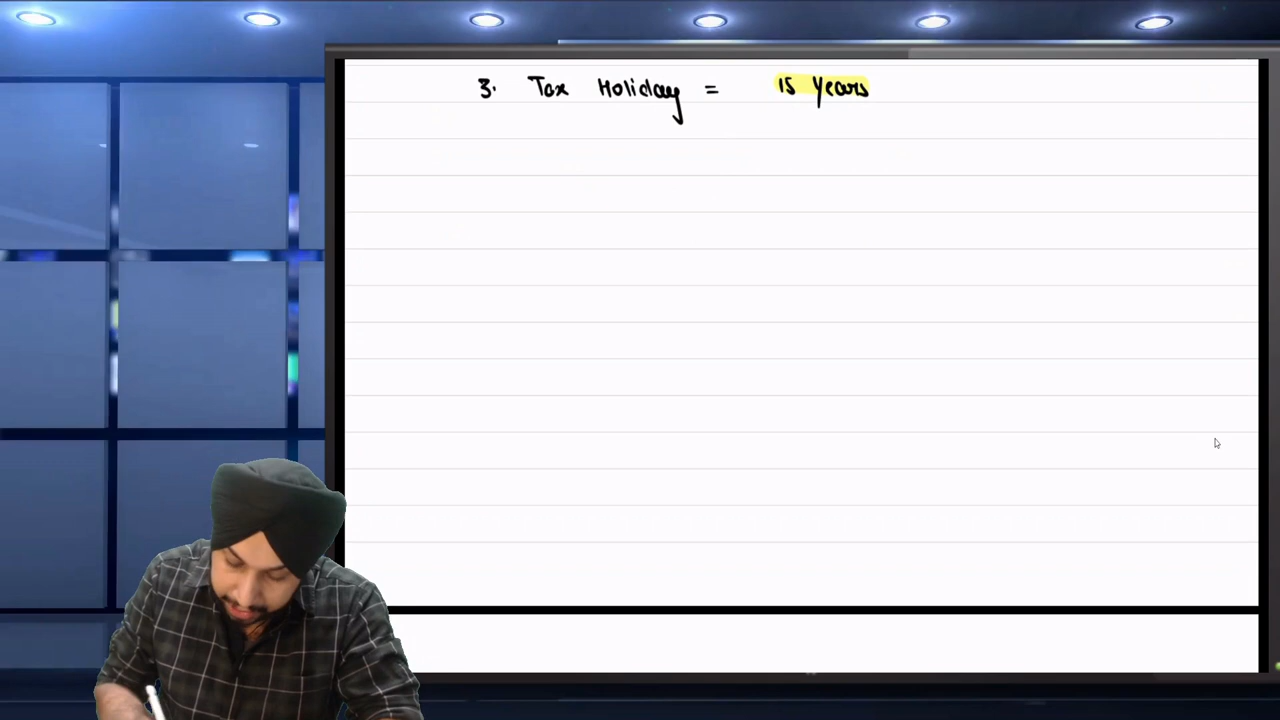 3. Tax Holiday = 15 Years